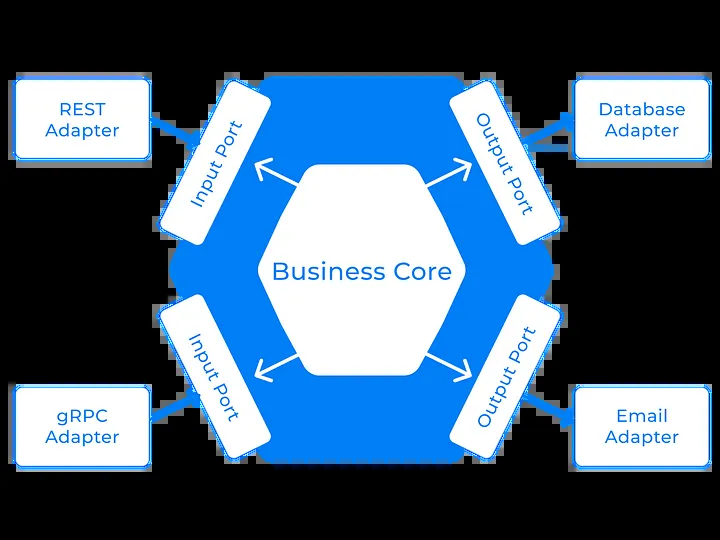 REST
Adapter
Input Port
Output Port
Database
Adapter
Business Core
gRPC
Adapter
Input Port
Output Port
Email
Adapter